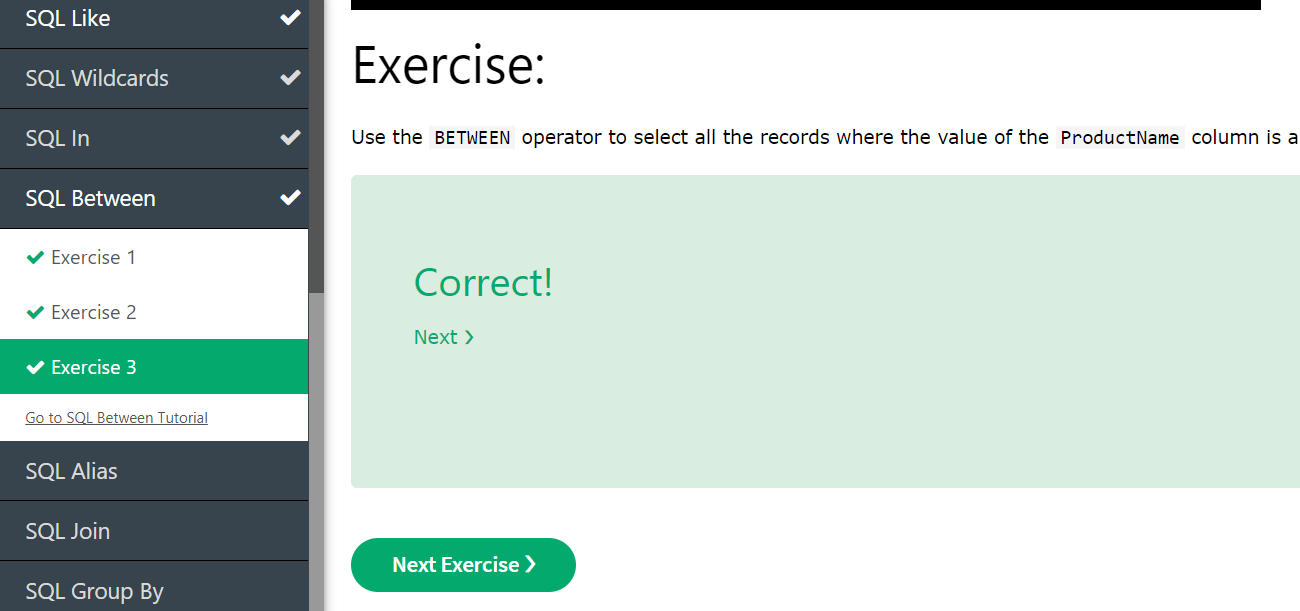 SQL Like
SQL Wildcards
SQL In
SQL Between
Exercise 1
Exercise 2
Exercise 3
Go to SQL Between Tutorial
SQL Alias
SQL Join
SQL Group By
Exercise:
Use the BETWEEN operator to select all the records where the value of the ProductName column is a
Correct!
Next ❯
Next Exercise ❯